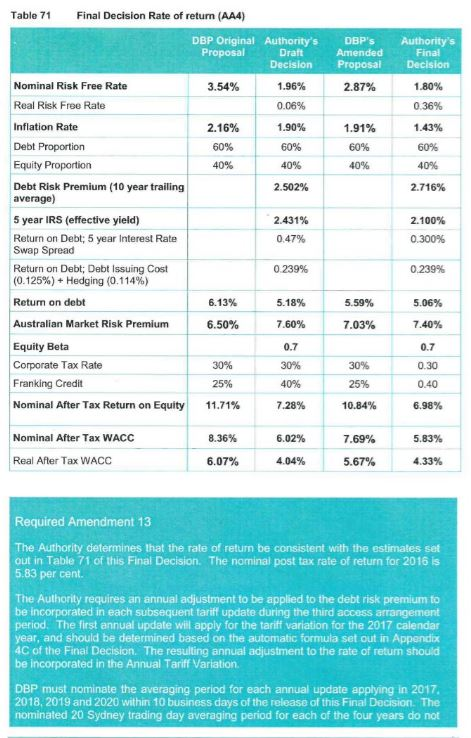 Table 71 Final Decision Rate of return (AA4)
DBP Original Proposal Authority's Draft Decision DBP's Amended Proposal Authority's Final Decision
Nominal Risk Free Rate 3.54% 1.96% 2.87% 1.80%
Real Risk Free Rate 0.06% 0.36%
Inflation Rate 2.16% 1.90% 1.91% 1.43%
Debt Proportion 60% 60% 60% 60%
Equity Proportion 40% 40% 40% 40%
Debt Risk Premium (10 year trailing average) 2.502% 2.716%
5 year IRS (effective yield) 2.431% 2.100%
Return on Debt; 5 year Interest Rate Swap Spread 0.47% 0.300%
Return on Debt; Debt Issuing Cost (0.125%) + Hedging (0.114%) 0.239% 0.239%
Return on debt 6.13% 5.18% 5.59% 5.06%
Australian Market Risk Premium 6.50% 7.60% 7.03% 7.40%
Equity Beta 0.7 0.7
Corporate Tax Rate 30% 30% 30% 0.30
Franking Credit 25% 40% 25% 0.40
Nominal After Tax Return on Equity 11.71% 7.28% 10.84% 6.98%
Nominal After Tax WACC 8.36% 6.02% 7.69% 5.83%
Real After Tax WACC 6.07% 4.04% 5.67% 4.33%
Required Amendment 13
The Authority determines that the rate of return be consistent with the estimates set
out in Table 71 of this Final Decision. The nominal post tax rate of return for 2016 is
5.83 per cent.
The Authority requires an annual adjustment to be applied to the debt risk premium to
be incorporated in each subsequent tariff update during the third access arrangement
period. The first annual update will apply for the tariff variation for the 2017 calendar
year, and should be determined based on the automatic formula set out in Appendix
4C of the Final Decision. The resulting annual adjustment to the rate of return should
be incorporated in the Annual Tariff Variation.
DBP must nominate the averaging period for each annual update applying in 2017,
2018, 2019 and 2020 within 10 business days of the release of this Final Decision. The
nominated 20 Sydney trading day averaging period for each of the four years do not